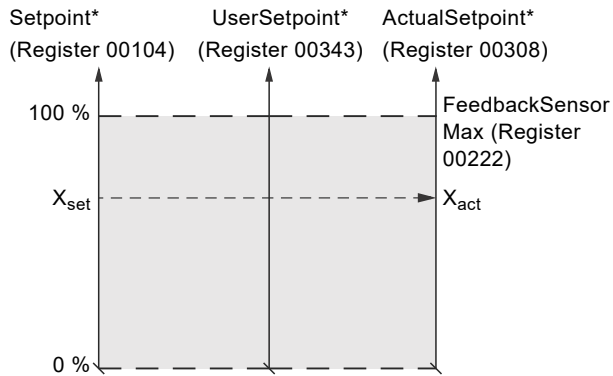 Setpoint* UserSetpoint* ActualSetpoint*
(Register 00104) (Register 00343) (Register 00308)
100 % FeedbackSensor
Max (Register
00222)
Xset Xact
0 %